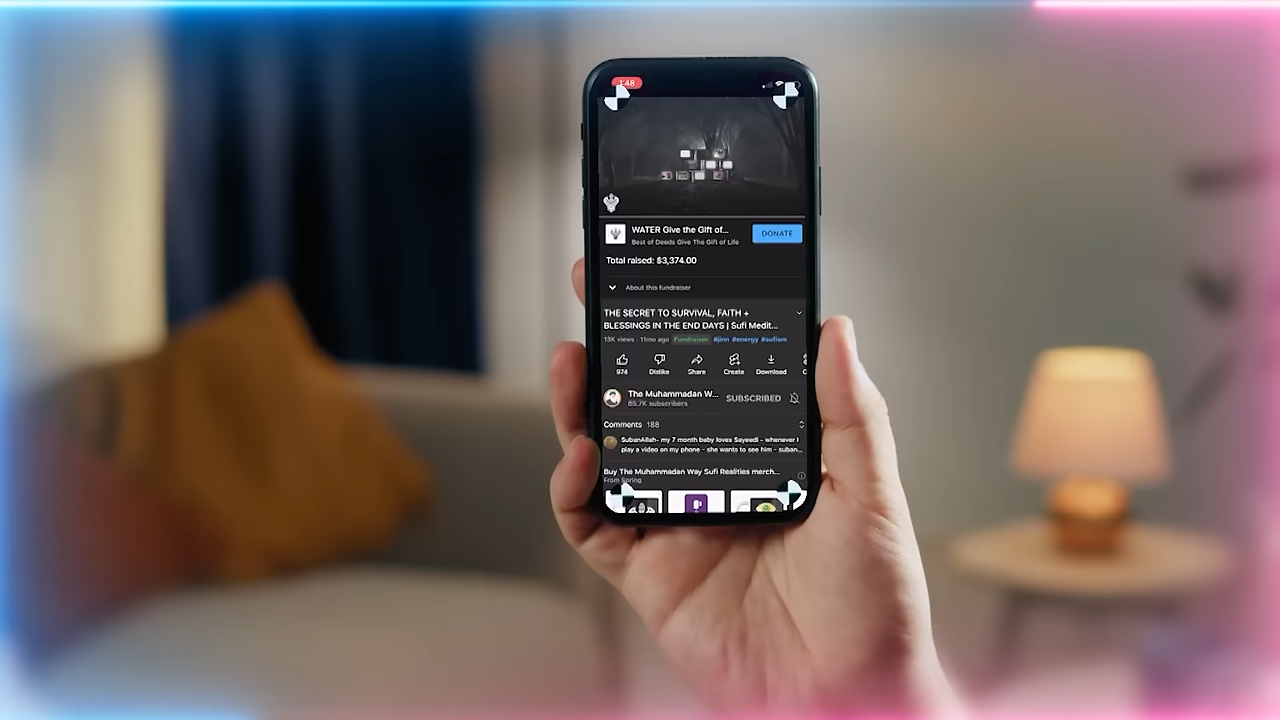 1:48
WATER Give the Gift of...
Best of Deeds Give The Gift of Life
DONATE
Total raised: $3,374.00
About this fundraiser
THE SECRET TO SURVIVAL, FAITH +
BLESSINGS IN THE END DAYS | Sufi Medit...
13K views · 11mo ago Fundraiser #jinn #energy #sufism
974 Dislike Share Create Download
The Muhammadan W...
85.7K subscribers
SUBSCRIBED
Comments 188
SubanAllah- my 7 month baby loves Sayeedi - whenever I
play a video on my phone - she wants to see him - suban...
Buy The Muhammadan Way Sufi Realities merch...
From Spring